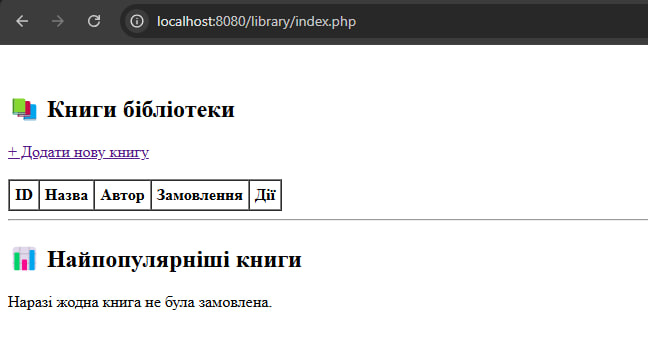 localhost:8080/library/index.php
Книги бібліотеки
+ Додати нову книгу
ID Назва Автор Замовлення Дії
Найпопулярніші книги
Наразі жодна книга не була замовлена.